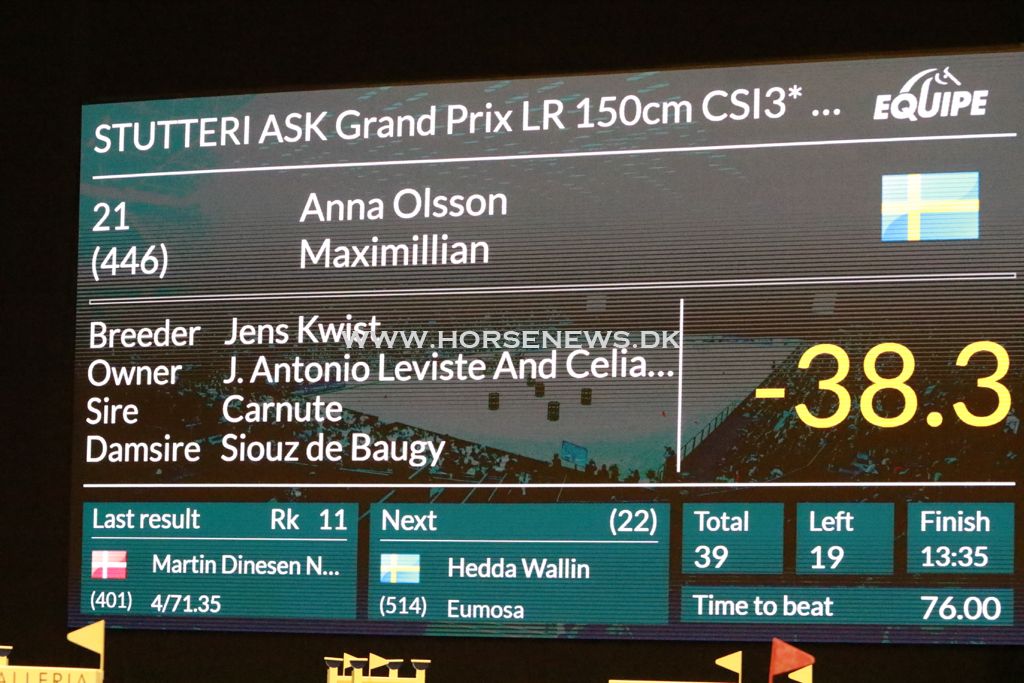 STUTTERI ASK Grand Prix LR 150cm CSI3* ...
EQUIPE
21 Anna Olsson
(446) Maximillian
Breeder Jens Kwist
WWW.HORSENEWS.DK
Owner J. Antonio Leviste And Celia...
Sire Carnute
Damsire Siouz de Baugy
-38.3
Last result Rk 11
Martin Dinesen N...
(401) 4/71.35
Next (22)
Hedda Wallin
(514) Eumosa
Total
39
Left
19
Finish
13:35
Time to beat 76.00
ALLERIA